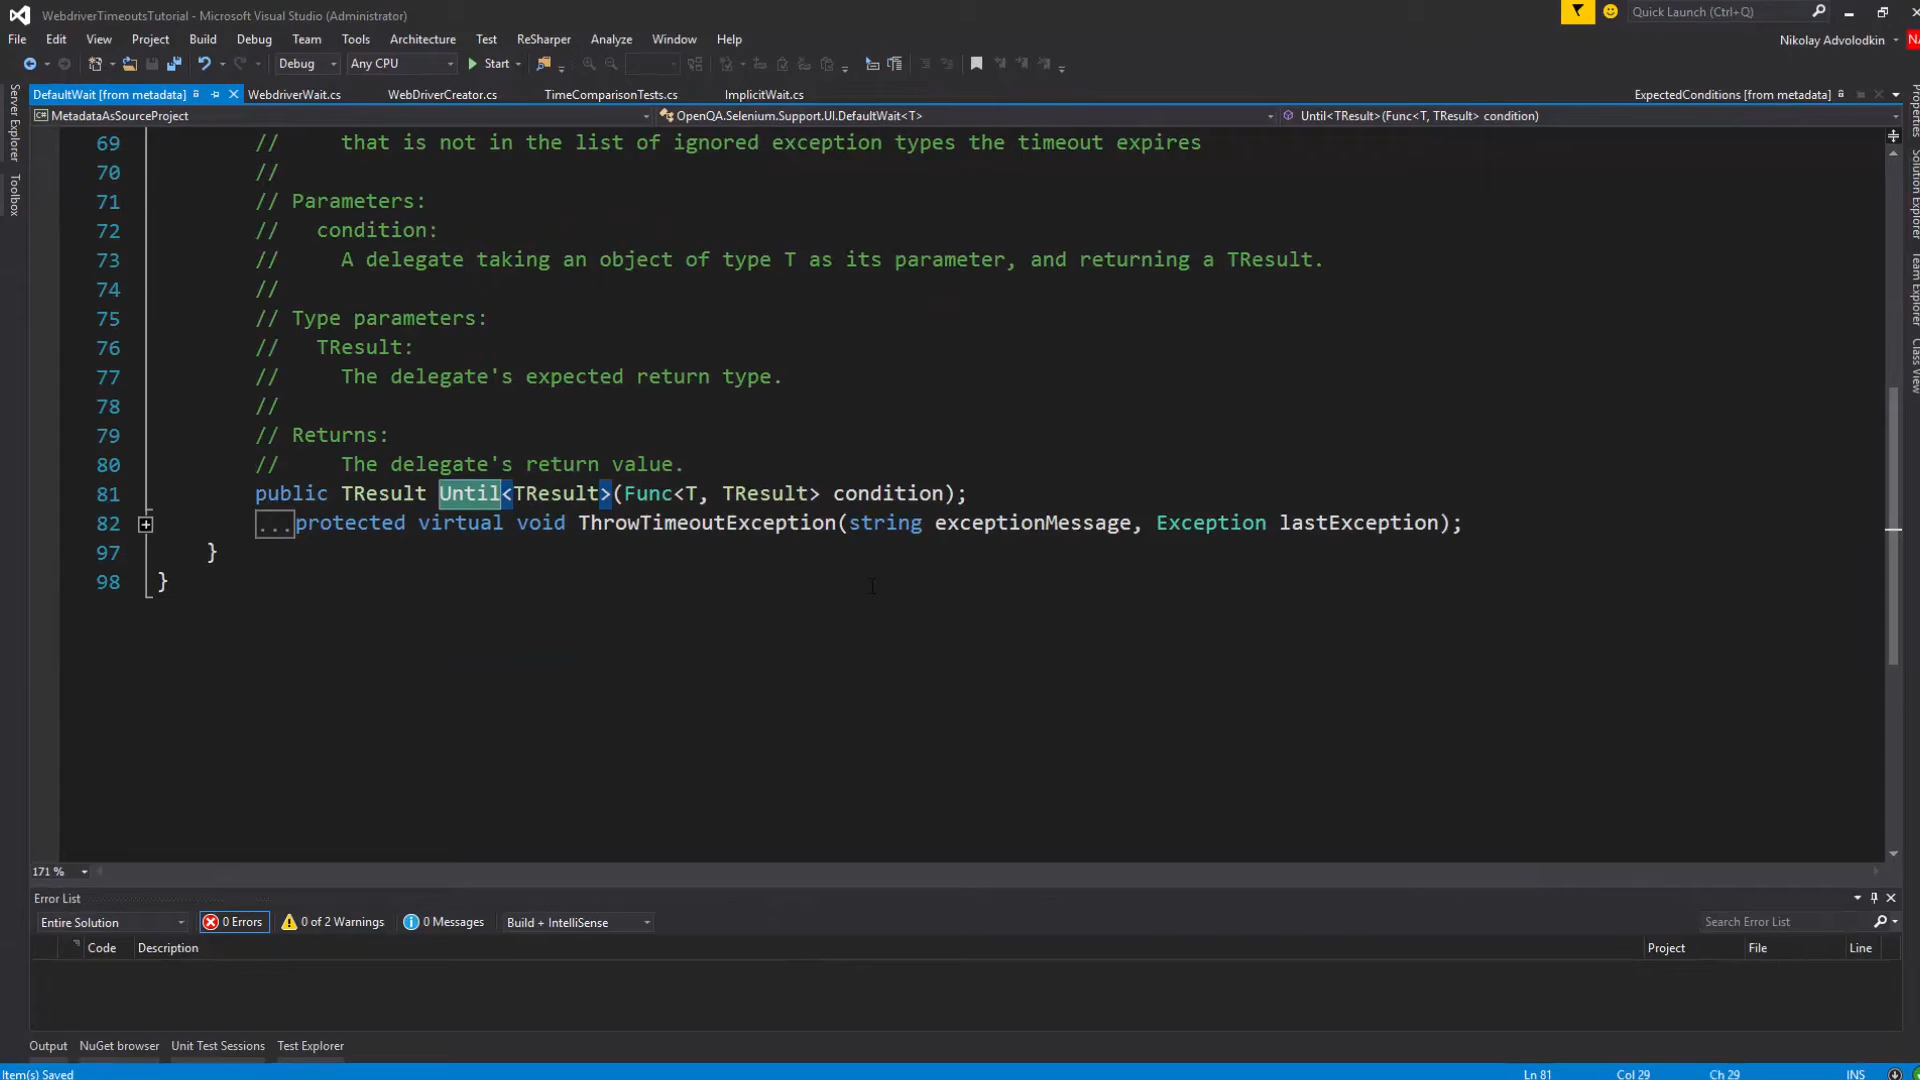 WebdriverTimeoutsTutorial - Microsoft Visual Studio (Administrator)
Quick Launch (Ctrl+Q)
File Edit View Project Build Debug Team Tools Architecture Test ReSharper Analyze Window Help
Nikolay Advolodkin
Debug Any CPU Start
DefaultWait [from metadata] WebdriverWait.cs WebDriverCreator.cs TimeComparisonTests.cs ImplicitWait.cs ExpectedConditions [from metadata]
MetadataAsSourceProject OpenQA.Selenium.Support.UI.DefaultWait<T> Until<TResult>(Func<T, TResult> condition)
Server Explorer
Toolbox
Properties
Solution Explorer
Team Explorer
Class View
69 // that is not in the list of ignored exception types the timeout expires
70 //
71 // Parameters:
72 // condition:
73 // A delegate taking an object of type T as its parameter, and returning a TResult.
74 //
75 // Type parameters:
76 // TResult:
77 // The delegate's expected return type.
78 //
79 // Returns:
80 // The delegate's return value.
81 public TResult Until<TResult>(Func<T, TResult> condition);
82 ...protected virtual void ThrowTimeoutException(string exceptionMessage, Exception lastException);
97 }
98 }
171 %
Error List
Entire Solution 0 Errors 0 of 2 Warnings 0 Messages Build + IntelliSense Search Error List
Code Description Project File Line
Output NuGet browser Unit Test Sessions Test Explorer
Item(s) Saved Ln 81 Col 29 Ch 29 INS